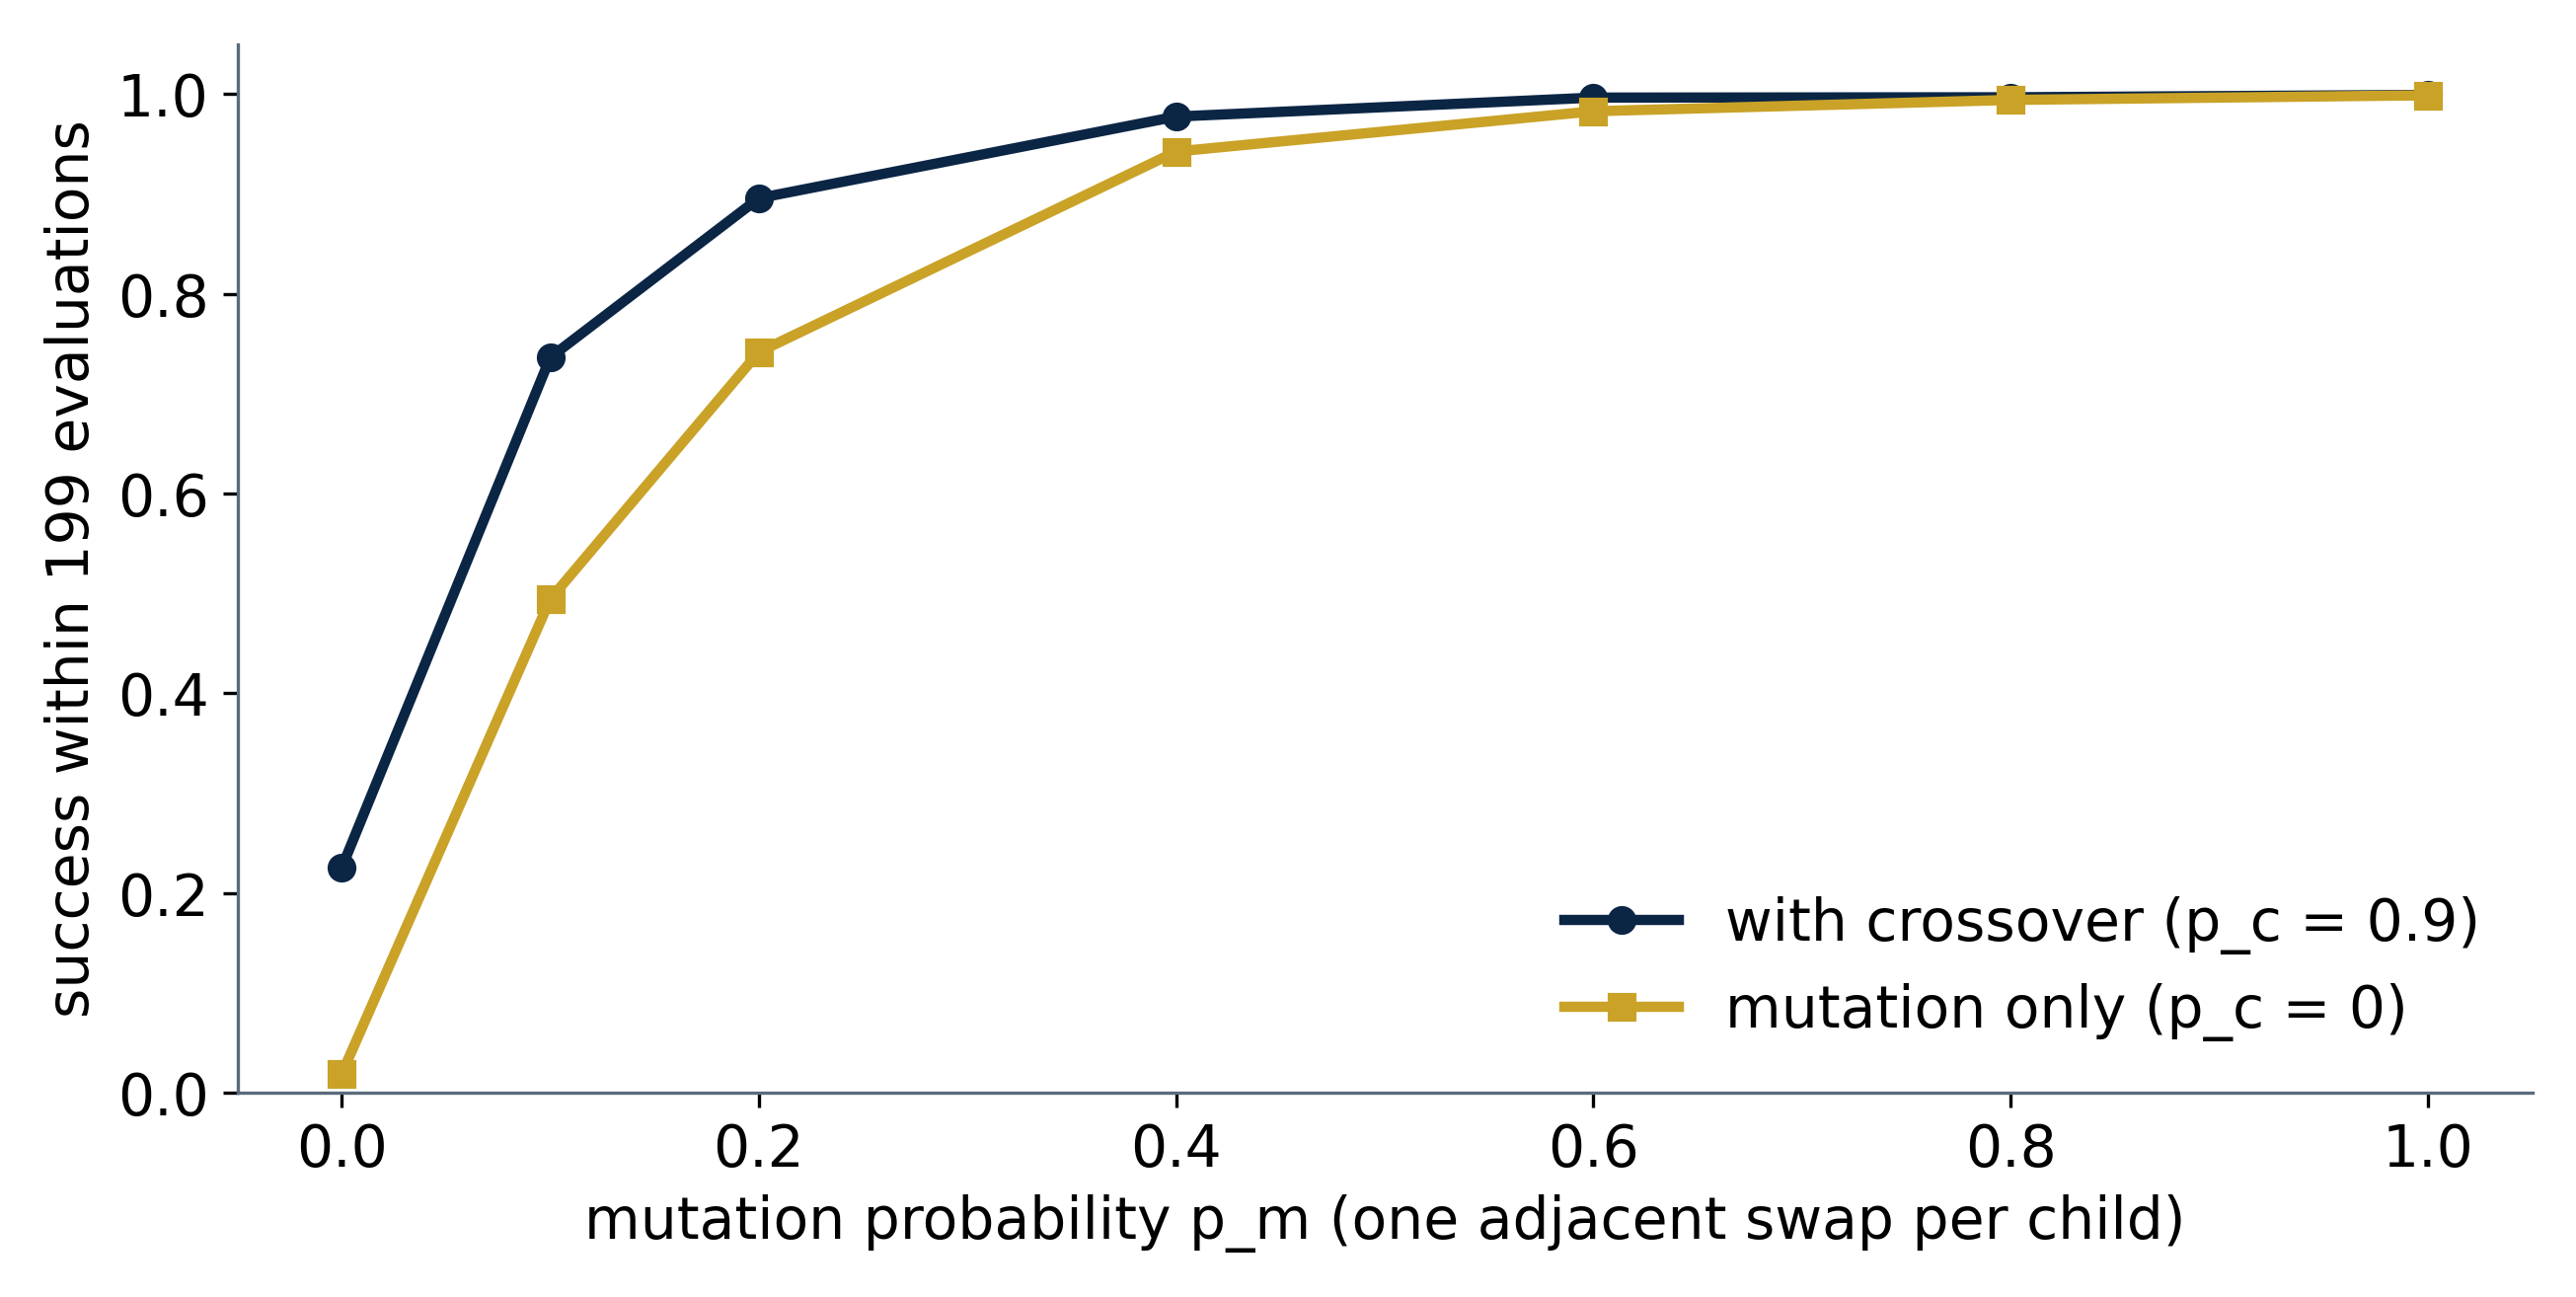 success within 199 evaluations
1.0
0.8
0.6
0.4
0.2
0.0
0.0 0.2 0.4 0.6 0.8 1.0
mutation probability p_m (one adjacent swap per child)
with crossover (p_c = 0.9)
mutation only (p_c = 0)